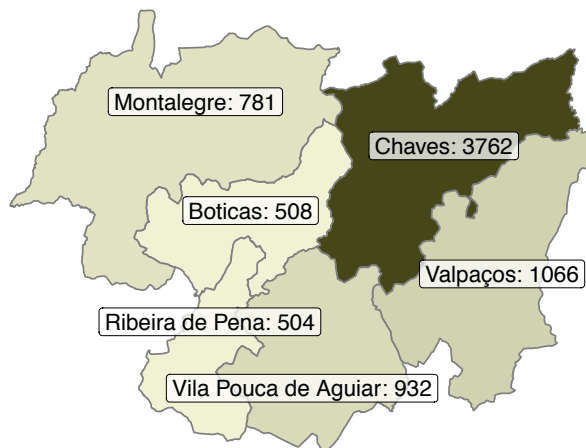 Montalegre: 781
Chaves: 3762
Boticas: 508
Valpaços: 1066
Ribeira de Pena: 504
Vila Pouca de Aguiar: 932